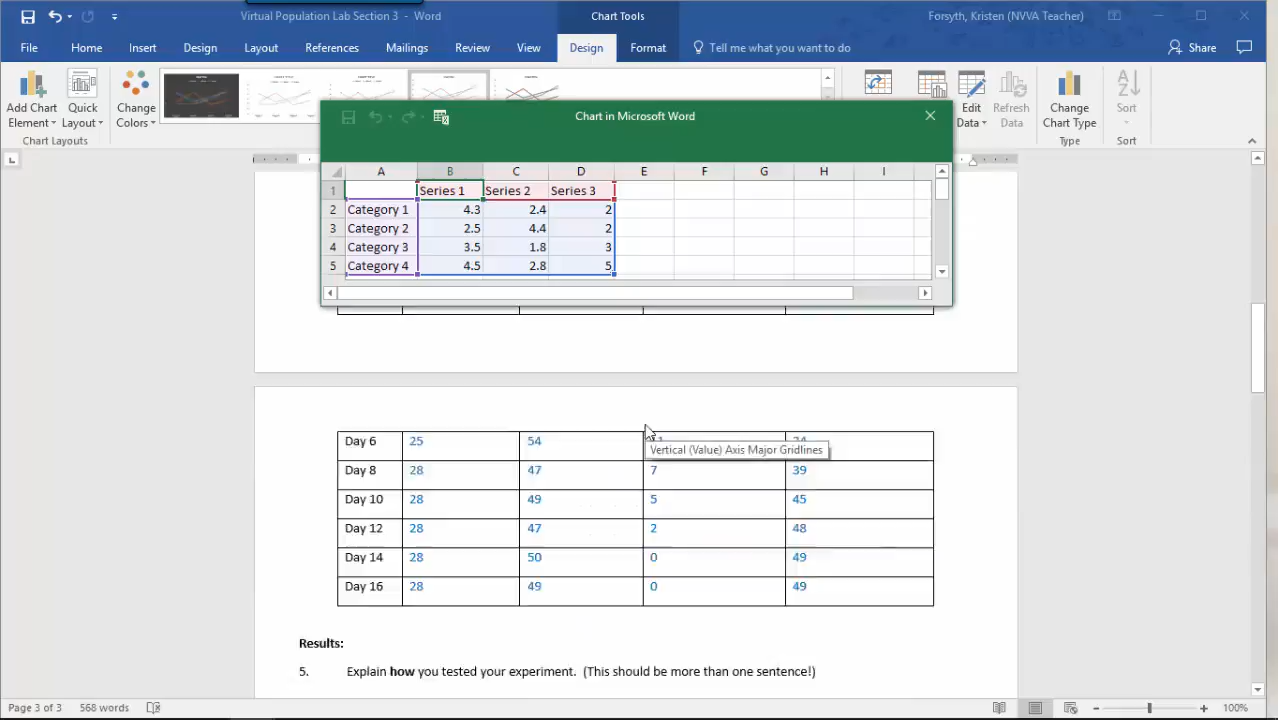 Virtual Population Lab Section 3 - Word
Chart Tools
Forsyth, Kristen (NVVA Teacher)
File Home Insert Design Layout References Mailings Review View Design Format Tell me what you want to do Share
Add Chart Element
Quick Layout
Change Colors
Edit Data
Refresh Data
Change Chart Type
Sort
Chart Layouts
Type
Sort
Chart in Microsoft Word
A B C D E F G H I
1 Series 1 Series 2 Series 3
2 Category 1 4.3 2.4 2
3 Category 2 2.5 4.4 2
4 Category 3 3.5 1.8 3
5 Category 4 4.5 2.8 5
Day 6 25 54
Vertical (Value) Axis Major Gridlines
Day 8 28 47 7 39
Day 10 28 49 5 45
Day 12 28 47 2 48
Day 14 28 50 0 49
Day 16 28 49 0 49
Results:
5. Explain how you tested your experiment. (This should be more than one sentence!)
Page 3 of 3 568 words
100%